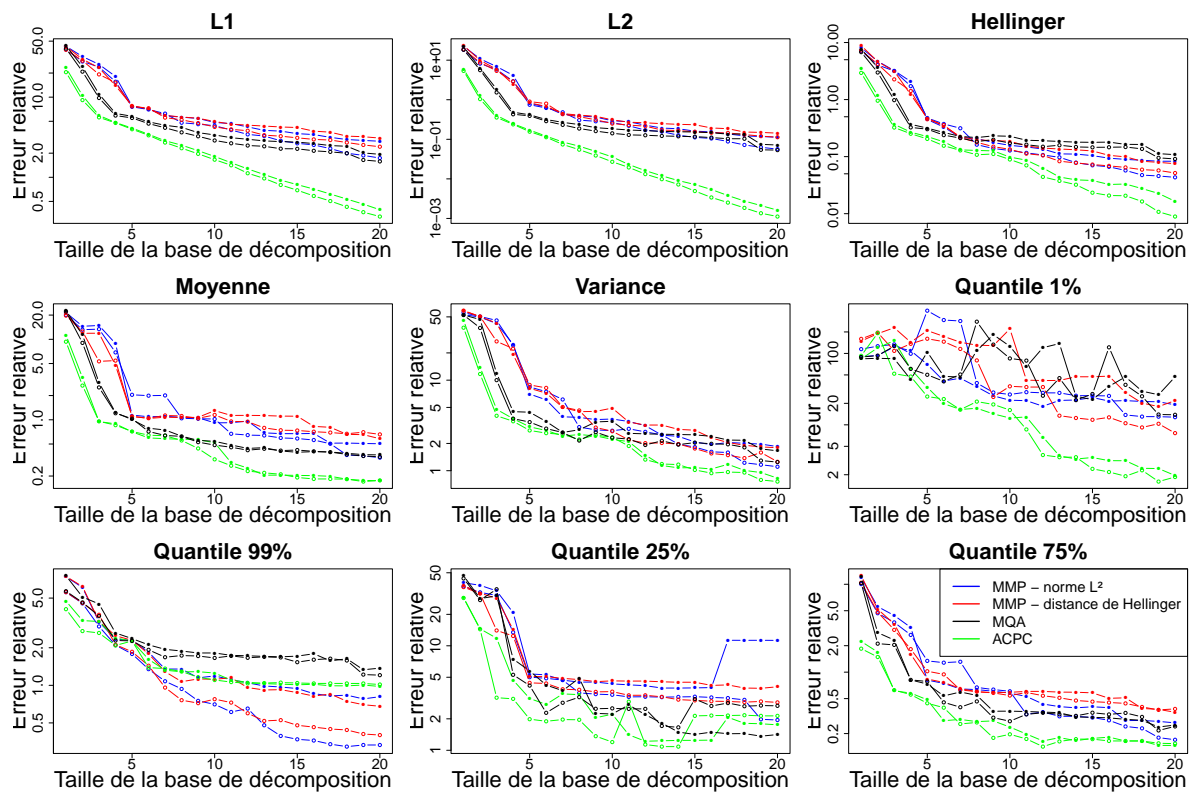 L1
L2
Hellinger
Erreur relative
0.5
2.0
10.0
50.0
5
10
15
20
Taille de la base de décomposition
Erreur relative
1e−03
1e−01
1e+01
5
10
15
20
Taille de la base de décomposition
Erreur relative
0.01
0.10
1.00
10.00
5
10
15
20
Taille de la base de décomposition
Moyenne
Variance
Quantile 1%
Erreur relative
0.2
1.0
5.0
20.0
5
10
15
20
Taille de la base de décomposition
Erreur relative
1
2
5
10
50
5
10
15
20
Taille de la base de décomposition
Erreur relative
2
5
20
100
5
10
15
20
Taille de la base de décomposition
Quantile 99%
Quantile 25%
Quantile 75%
Erreur relative
0.5
1.0
2.0
5.0
5
10
15
20
Taille de la base de décomposition
Erreur relative
1
2
5
10
20
50
5
10
15
20
Taille de la base de décomposition
Erreur relative
0.2
0.5
2.0
5.0
5
10
15
20
Taille de la base de décomposition
MMP − norme L²
MMP − distance de Hellinger
MQA
ACPC